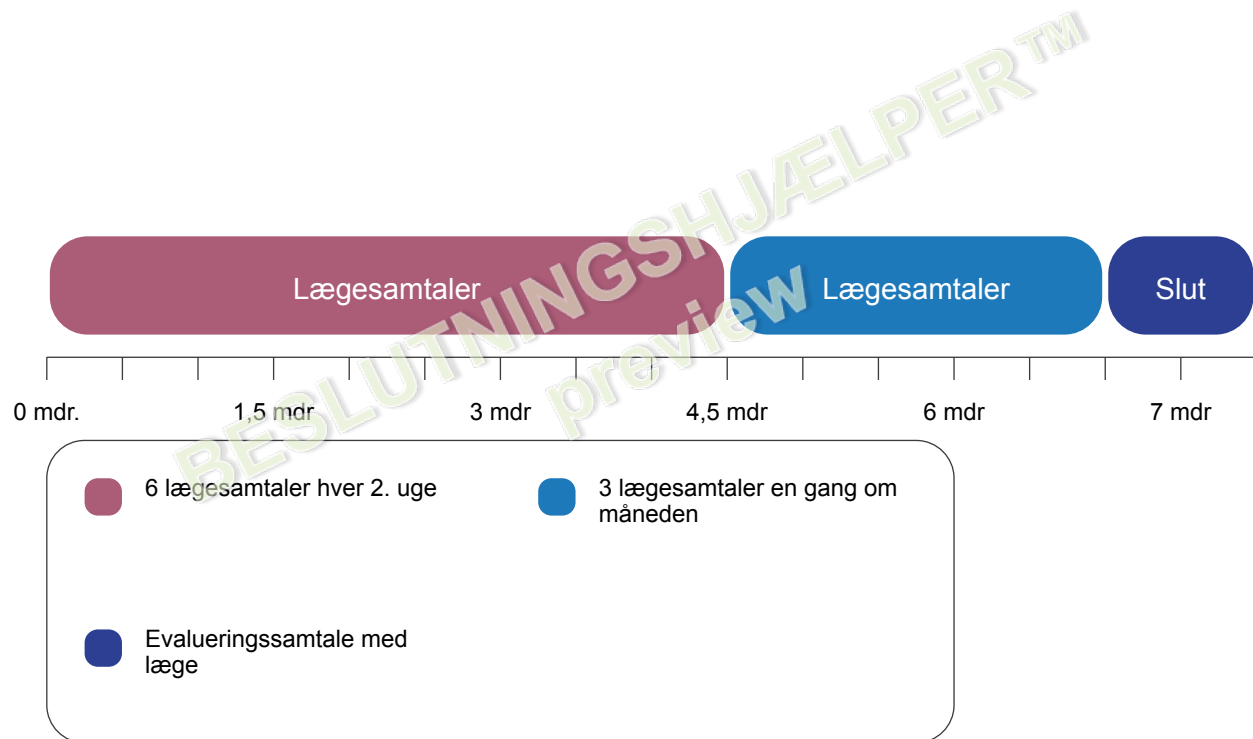 BESLUTNINGSHJÆLPER™
preview
Lægesamtaler
Lægesamtaler
Slut
0 mdr.
1,5 mdr
3 mdr
4,5 mdr
6 mdr
7 mdr
6 lægesamtaler hver 2. uge
3 lægesamtaler en gang om
måneden
Evalueringssamtale med
læge